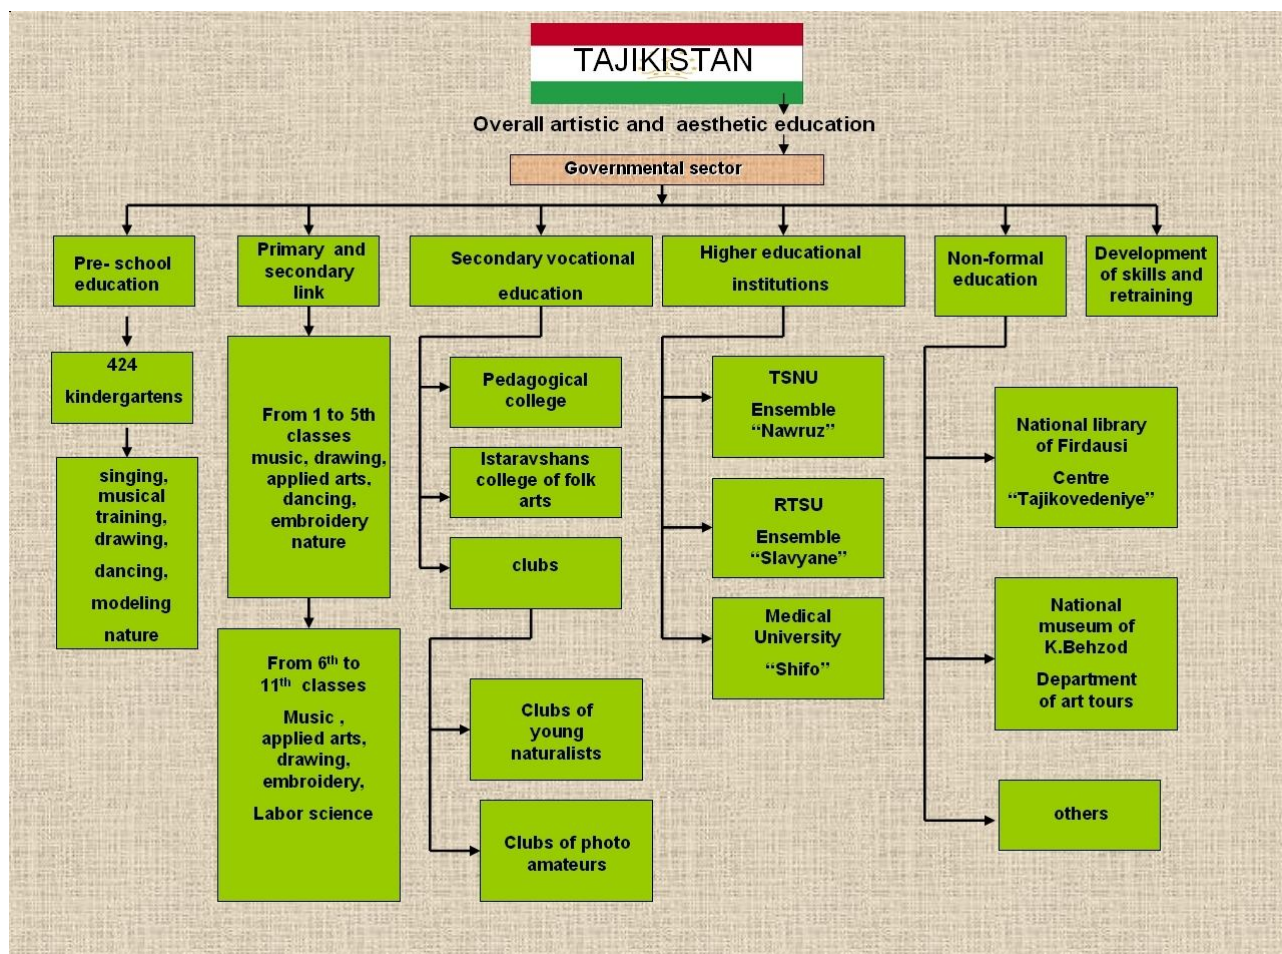 TAJIKISTAN
Overall artistic and aesthetic education
Governmental sector
Pre- school
education
424
kindergartens
singing,
musical
training,
drawing,
dancing,
modeling
nature
Primary and
secondary
link
From 1 to 5th
classes
music, drawing,
applied arts,
dancing,
embroidery
nature
From 6th to
11th classes
Music ,
applied arts,
drawing,
embroidery,
Labor science
Secondary vocational
education
Pedagogical
college
Istaravshans
college of folk
arts
clubs
Clubs of
young
naturalists
Clubs of photo
amateurs
Higher educational
institutions
TSNU
Ensemble
“Nawruz”
RTSU
Ensemble
“Slavyane”
Medical
University
“Shifo”
Non-formal
education
National library
of Firdausi
Centre
“Tajikovedeniye”
National
museum of
K.Behzod
Department
of art tours
others
Development
of skills and
retraining